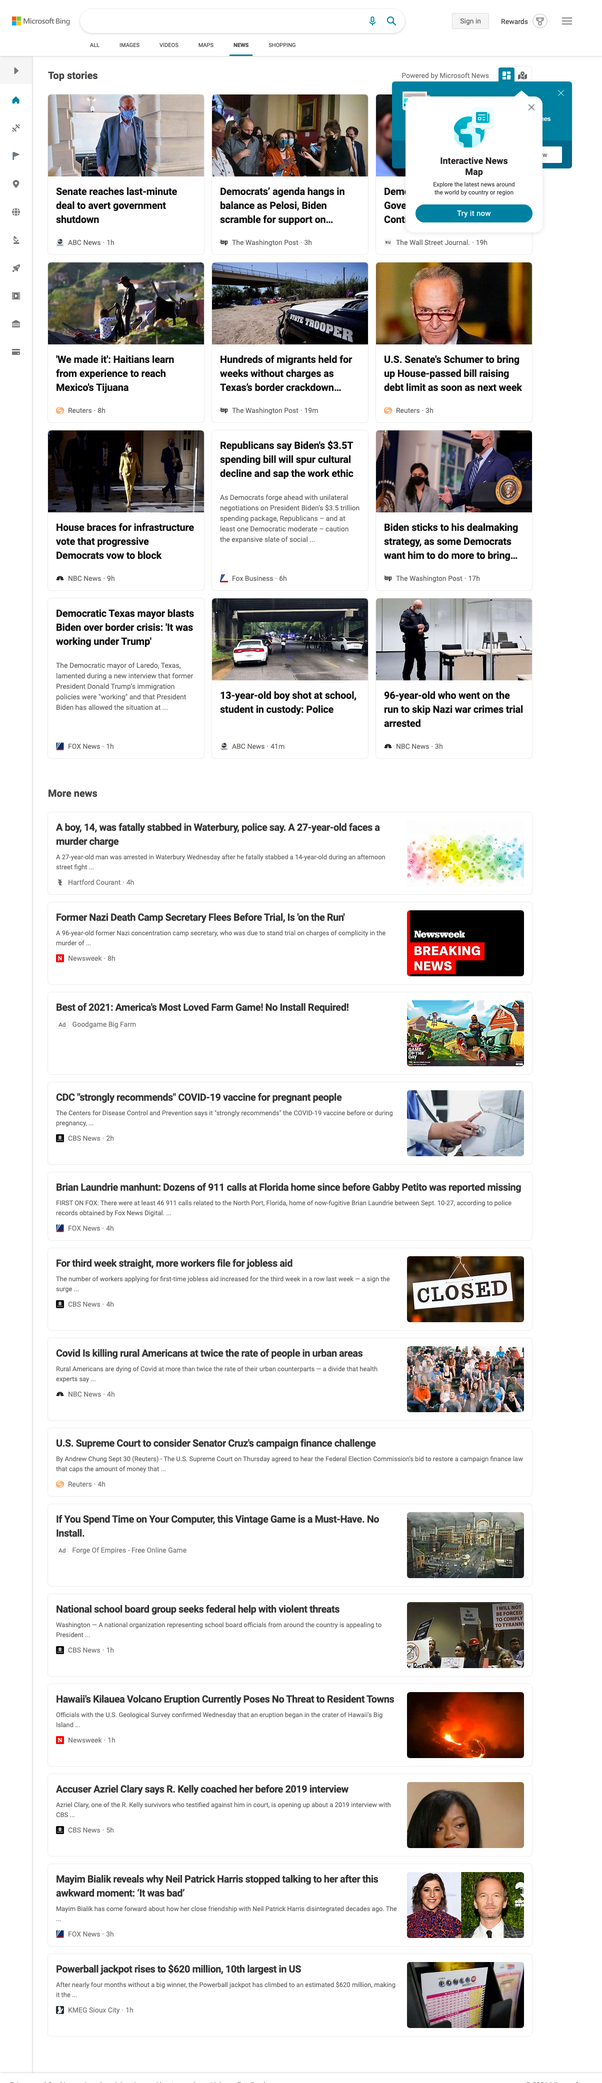 Microsoft Bing
Sign in
Rewards
ALL
IMAGES
VIDEOS
MAPS
NEWS
SHOPPING
Top stories
Powered by Microsoft News
Interactive News
Map
Explore the latest news around
the world by country or region
Try it now
Senate reaches last-minute
deal to avert government
shutdown
ABC News · 1h
Democrats' agenda hangs in
balance as Pelosi, Biden
scramble for support on...
The Washington Post · 3h
Dem
Gove
Cont
The Wall Street Journal. · 19h
'We made it': Haitians learn
from experience to reach
Mexico's Tijuana
Reuters · 8h
STATE TROOPER
Hundreds of migrants held for
weeks without charges as
Texas's border crackdown...
The Washington Post · 19m
U.S. Senate's Schumer to bring
up House-passed bill raising
debt limit as soon as next week
Reuters · 3h
House braces for infrastructure
vote that progressive
Democrats vow to block
NBC News · 9h
Republicans say Biden's $3.5T
spending bill will spur cultural
decline and sap the work ethic
As Democrats forge ahead with unilateral
negotiations on President Biden's $3.5 trillion
spending package, Republicans – and at
least one Democratic moderate – caution
the expansive slate of social ...
Fox Business · 6h
Biden sticks to his dealmaking
strategy, as some Democrats
want him to do more to bring...
The Washington Post · 17h
Democratic Texas mayor blasts
Biden over border crisis: 'It was
working under Trump'
The Democratic mayor of Laredo, Texas,
lamented during a new interview that former
President Donald Trump's immigration
policies were "working" and that President
Biden has allowed the situation at ...
FOX News · 1h
13-year-old boy shot at school,
student in custody: Police
ABC News · 41m
96-year-old who went on the
run to skip Nazi war crimes trial
arrested
NBC News · 3h
More news
A boy, 14, was fatally stabbed in Waterbury, police say. A 27-year-old faces a
murder charge
A 27-year-old man was arrested in Waterbury Wednesday after he fatally stabbed a 14-year-old during an afternoon
street fight ...
Hartford Courant · 4h
Former Nazi Death Camp Secretary Flees Before Trial, Is 'on the Run'
A 96-year-old former Nazi concentration camp secretary, who was due to stand trial on charges of complicity in the
murder of ...
Newsweek · 8h
Newsweek
BREAKING
NEWS
Best of 2021: America's Most Loved Farm Game! No Install Required!
Ad Goodgame Big Farm
GAME
OF THE
DAY
CDC "strongly recommends" COVID-19 vaccine for pregnant people
The Centers for Disease Control and Prevention says it "strongly recommends" the COVID-19 vaccine before or during
pregnancy, ...
CBS News · 2h
Brian Laundrie manhunt: Dozens of 911 calls at Florida home since before Gabby Petito was reported missing
FIRST ON FOX: There were at least 46 911 calls related to the North Port, Florida, home of now-fugitive Brian Laundrie between Sept. 10-27, according to police
records obtained by Fox News Digital. ...
FOX News · 4h
For third week straight, more workers file for jobless aid
The number of workers applying for first-time jobless aid increased for the third week in a row last week — a sign the
surge ...
CBS News · 4h
CLOSED
Covid Is killing rural Americans at twice the rate of people in urban areas
Rural Americans are dying of Covid at more than twice the rate of their urban counterparts — a divide that health
experts say ...
NBC News · 4h
U.S. Supreme Court to consider Senator Cruz's campaign finance challenge
By Andrew Chung Sept 30 (Reuters) - The U.S. Supreme Court on Thursday agreed to hear the Federal Election Commission's bid to restore a campaign finance law
that caps the amount of money that ...
Reuters · 4h
If You Spend Time on Your Computer, this Vintage Game is a Must-Have. No
Install.
Ad Forge Of Empires - Free Online Game
National school board group seeks federal help with violent threats
Washington — A national organization representing school board officials from around the country is appealing to
President ...
CBS News · 1h
I WILL NOT
BE FORCED
TO COMPLY
TO TYRANNY
Hawaii's Kilauea Volcano Eruption Currently Poses No Threat to Resident Towns
Officials with the U.S. Geological Survey confirmed Wednesday that an eruption began in the crater of Hawaii's Big
Island ...
Newsweek · 1h
Accuser Azriel Clary says R. Kelly coached her before 2019 interview
Azriel Clary, one of the R. Kelly survivors who testified against him in court, is opening up about a 2019 interview with
CBS ...
CBS News · 5h
Mayim Bialik reveals why Neil Patrick Harris stopped talking to her after this
awkward moment: 'It was bad'
Mayim Bialik has come forward about how her close friendship with Neil Patrick Harris disintegrated decades ago. The
...
FOX News · 3h
Powerball jackpot rises to $620 million, 10th largest in US
After nearly four months without a big winner, the Powerball jackpot has climbed to an estimated $620 million, making
it the ...
KMEG Sioux City · 1h